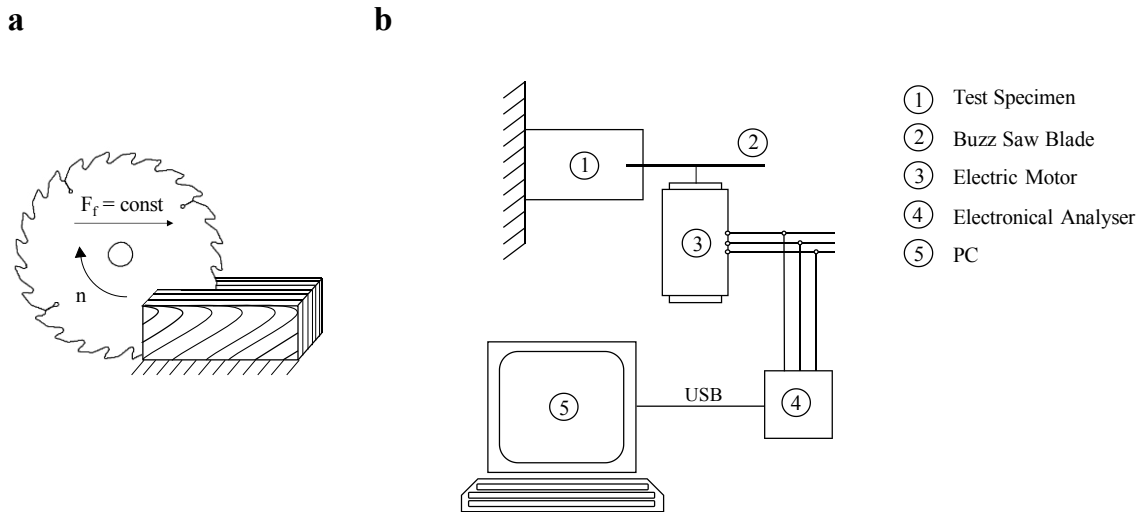 a
b
F_f = const
n
1
2
3
4
5
USB
1 Test Specimen
2 Buzz Saw Blade
3 Electric Motor
4 Electronical Analyser
5 PC